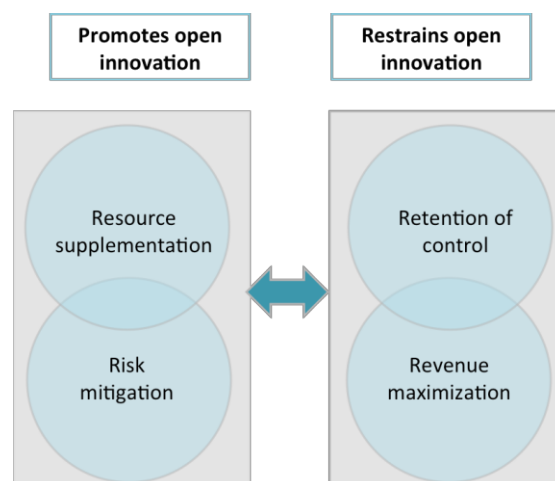 Promotes open
innovation
Restrains open
innovation
Resource
supplementation
Risk
mitigation
Retention of
control
Revenue
maximization